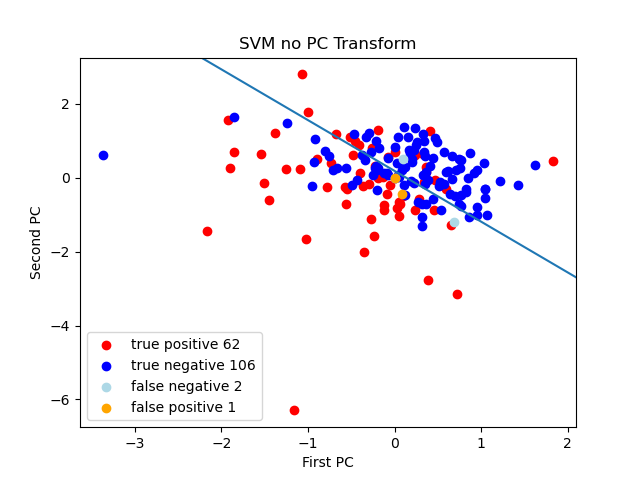 SVM no PC Transform
2
0
−2
−4
−6
Second PC
true positive 62
true negative 106
false negative 2
false positive 1
−3
−2
−1
0
1
2
First PC